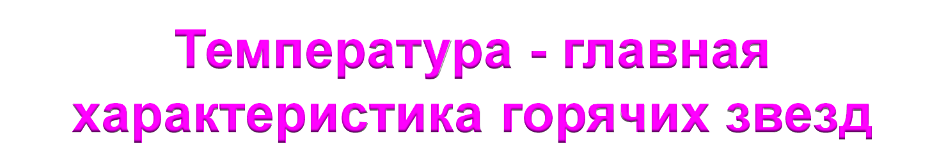 Температура - главная
характеристика горячих звезд